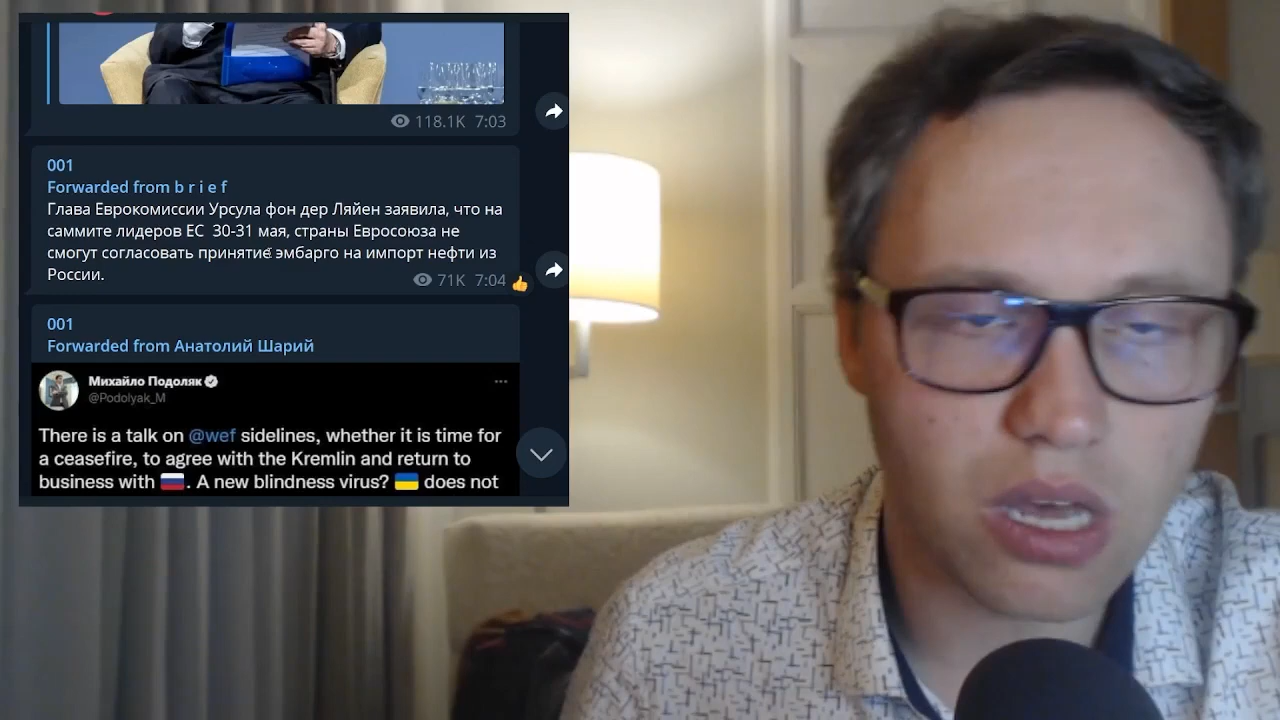 118.1K 7:03
001
Forwarded from b r i e f
Глава Еврокомиссии Урсула фон дер Ляйен заявила, что на
саммите лидеров ЕС 30-31 мая, страны Евросоюза не
смогут согласовать принятие эмбарго на импорт нефти из
России.
71K 7:04
001
Forwarded from Анатолий Шарий
Михайло Подоляк
@Podolyak_M
There is a talk on @wef sidelines, whether it is time for
a ceasefire, to agree with the Kremlin and return to
business with 🇷🇺. A new blindness virus? 🇺🇦 does not